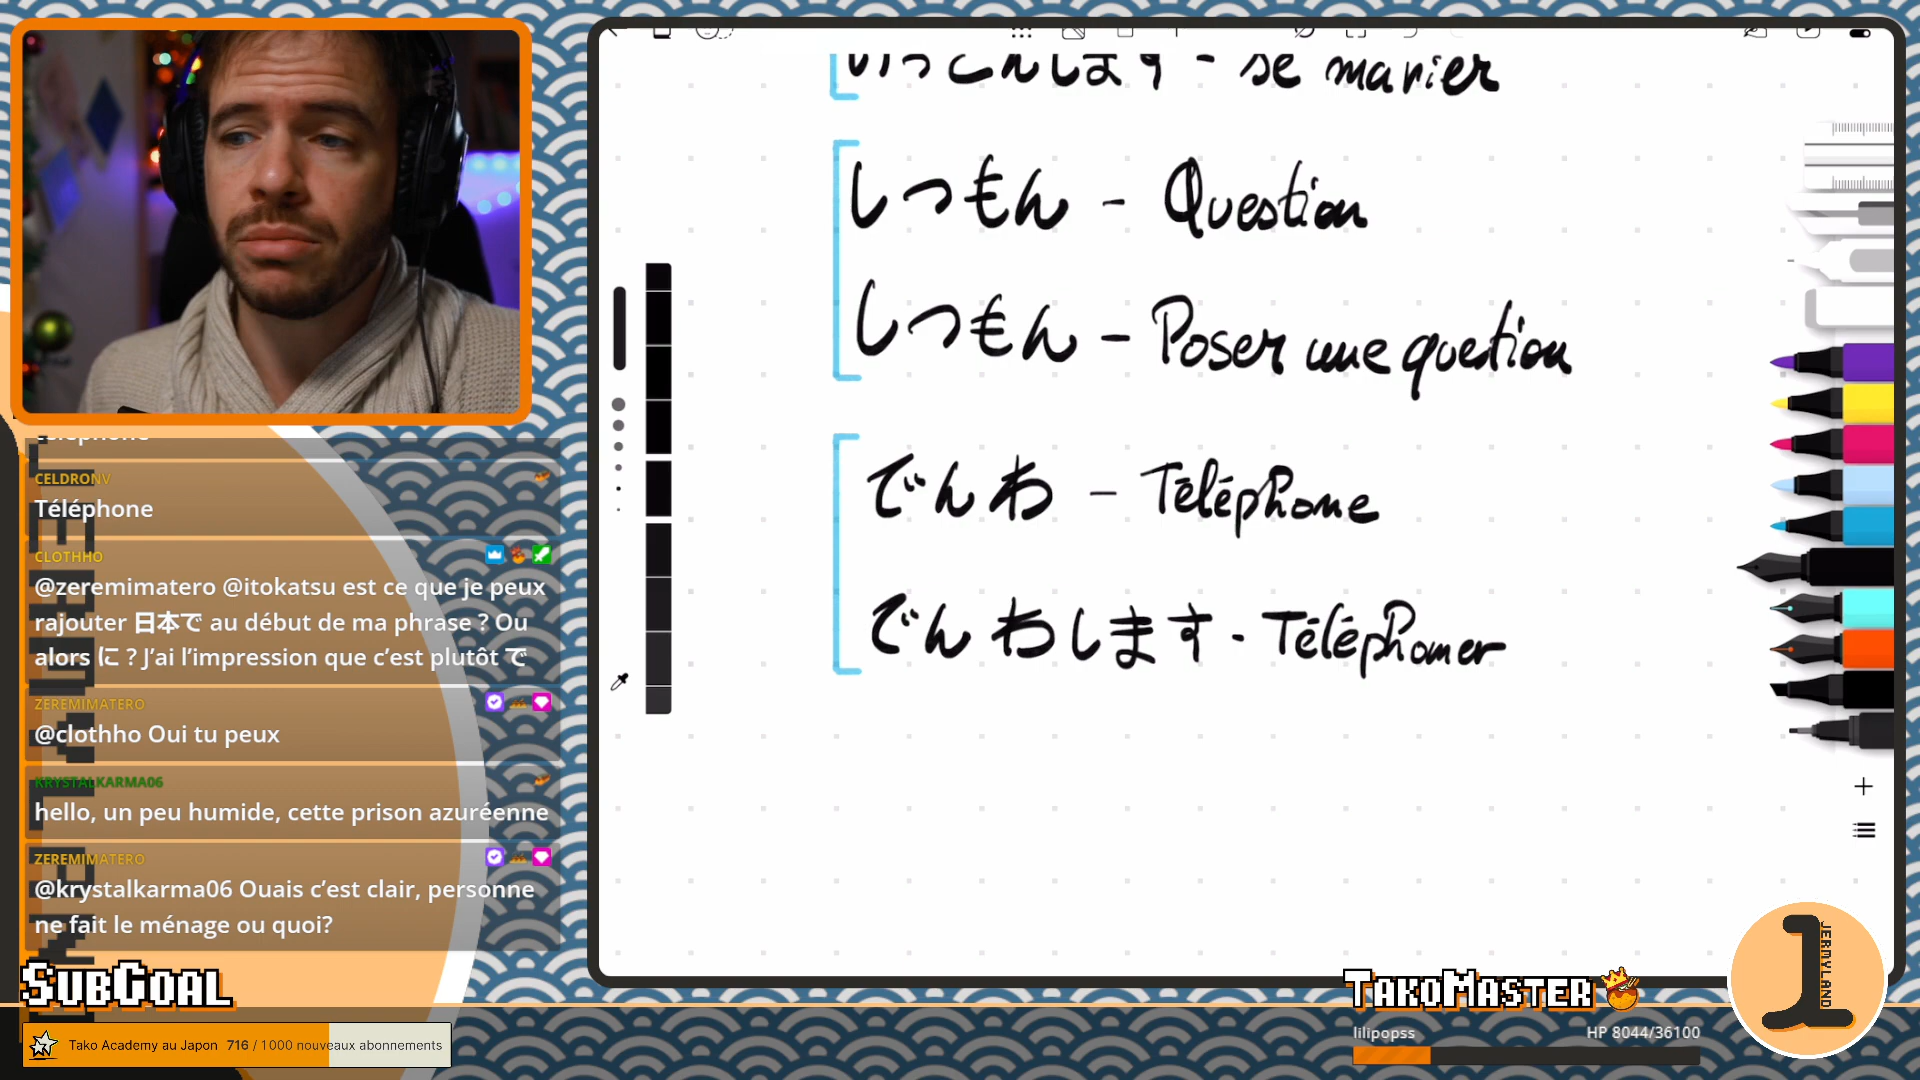 します - se marier
しつもん - Question
しつもん - Poser une question
でんわ - Téléphone
でんわします - Téléphoner
CELDRONV
Téléphone
CLOTHHO
@zeremimatero @itokatsu est ce que je peux
rajouter 日本で au début de ma phrase ? Ou
alors に ? J’ai l’impression que c’est plutôt で
ZEREMIMATERO
@clothho Oui tu peux
KRYSTALKARMA06
hello, un peu humide, cette prison azuréenne
ZEREMIMATERO
@krystalkarma06 Ouais c’est clair, personne
ne fait le ménage ou quoi?
SUBGOAL
Tako Academy au Japon 716 / 1000 nouveaux abonnements
TAKOMASTER
lilipopss HP 8044/36100
JERMYLAND